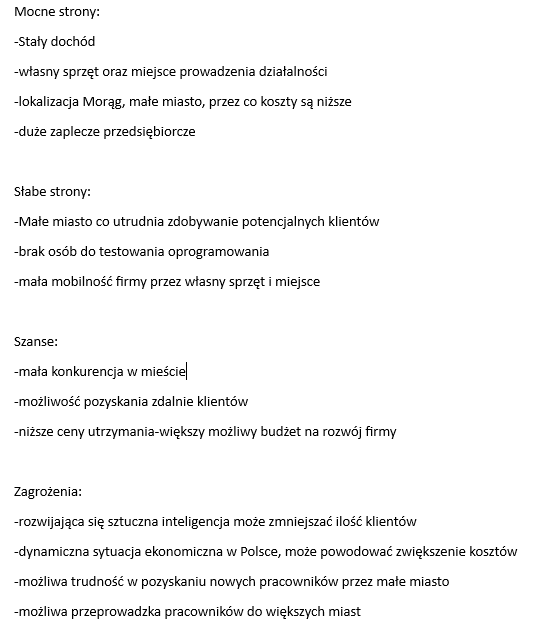 Mocne strony:
-Stały dochód
-własny sprzęt oraz miejsce prowadzenia działalności
-lokalizacja Morąg, małe miasto, przez co koszty są niższe
-duże zaplecze przedsiębiorcze
Słabe strony:
-Małe miasto co utrudnia zdobywanie potencjalnych klientów
-brak osób do testowania oprogramowania
-mała mobilność firmy przez własny sprzęt i miejsce
Szanse:
-mała konkurencja w mieście
-możliwość pozyskania zdalnie klientów
-niższe ceny utrzymania-większy możliwy budżet na rozwój firmy
Zagrożenia:
-rozwijająca się sztuczna inteligencja może zmniejszać ilość klientów
-dynamiczna sytuacja ekonomiczna w Polsce, może powodować zwiększenie kosztów
-możliwa trudność w pozyskaniu nowych pracowników przez małe miasto
-możliwa przeprowadzka pracowników do większych miast